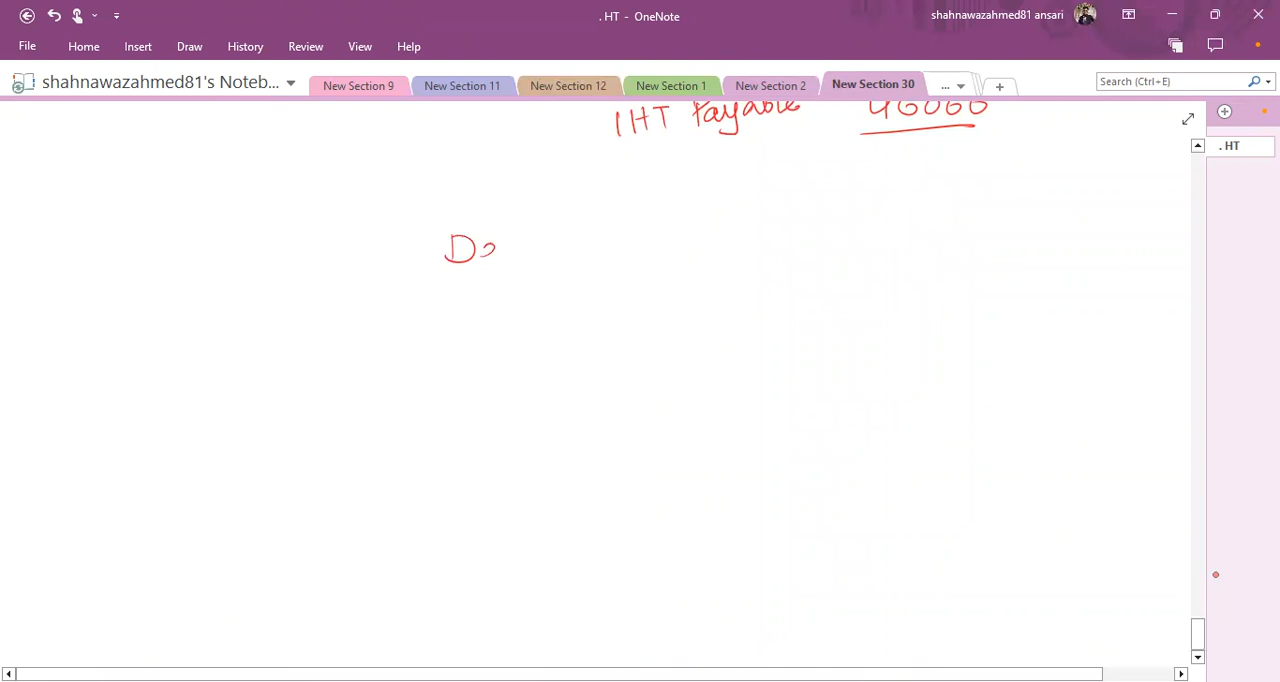 . HT - OneNote
shahnawazahmed81 ansari
File Home Insert Draw History Review View Help
shahnawazahmed81's Noteb... New Section 9 New Section 11 New Section 12 New Section 1 New Section 2 New Section 30 ... Search (Ctrl+E)
IHT Payable 46000
. HT